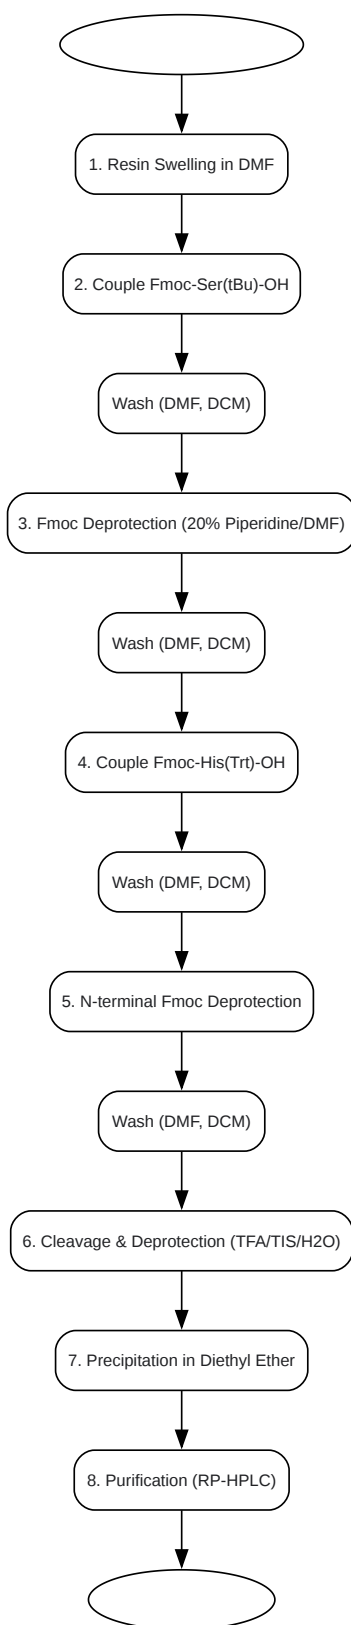 1. Resin Swelling in DMF
2. Couple Fmoc-Ser(tBu)-OH
Wash (DMF, DCM)
3. Fmoc Deprotection (20% Piperidine/DMF)
Wash (DMF, DCM)
4. Couple Fmoc-His(Trt)-OH
Wash (DMF, DCM)
5. N-terminal Fmoc Deprotection
Wash (DMF, DCM)
6. Cleavage & Deprotection (TFA/TIS/H2O)
7. Precipitation in Diethyl Ether
8. Purification (RP-HPLC)